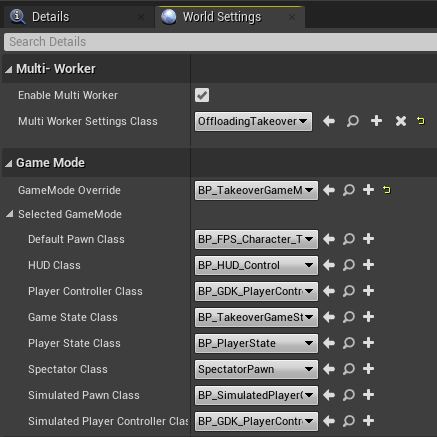 Details
World Settings
Search Details
Multi- Worker
Enable Multi Worker
Multi Worker Settings Class OffloadingTakeover
Game Mode
GameMode Override BP_TakeoverGameM
Selected GameMode
Default Pawn Class BP_FPS_Character_T
HUD Class BP_HUD_Control
Player Controller Class BP_GDK_PlayerContr
Game State Class BP_TakeoverGameSt
Player State Class BP_PlayerState
Spectator Class SpectatorPawn
Simulated Pawn Class BP_SimulatedPlayer
Simulated Player Controller Clas BP_GDK_PlayerContr